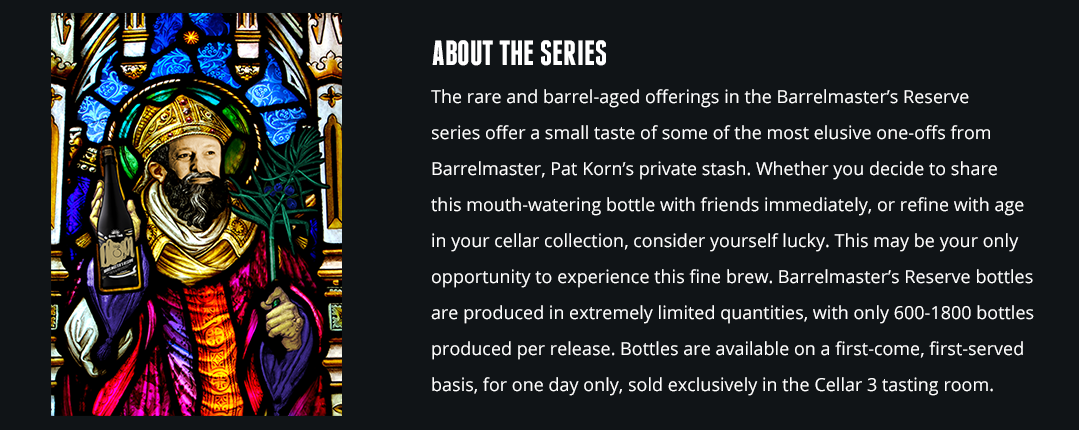 ABOUT THE SERIES
The rare and barrel-aged offerings in the Barrelmaster’s Reserve
series offer a small taste of some of the most elusive one-offs from
Barrelmaster, Pat Korn’s private stash. Whether you decide to share
this mouth-watering bottle with friends immediately, or refine with age
in your cellar collection, consider yourself lucky. This may be your only
opportunity to experience this fine brew. Barrelmaster’s Reserve bottles
are produced in extremely limited quantities, with only 600-1800 bottles
produced per release. Bottles are available on a first-come, first-served
basis, for one day only, sold exclusively in the Cellar 3 tasting room.